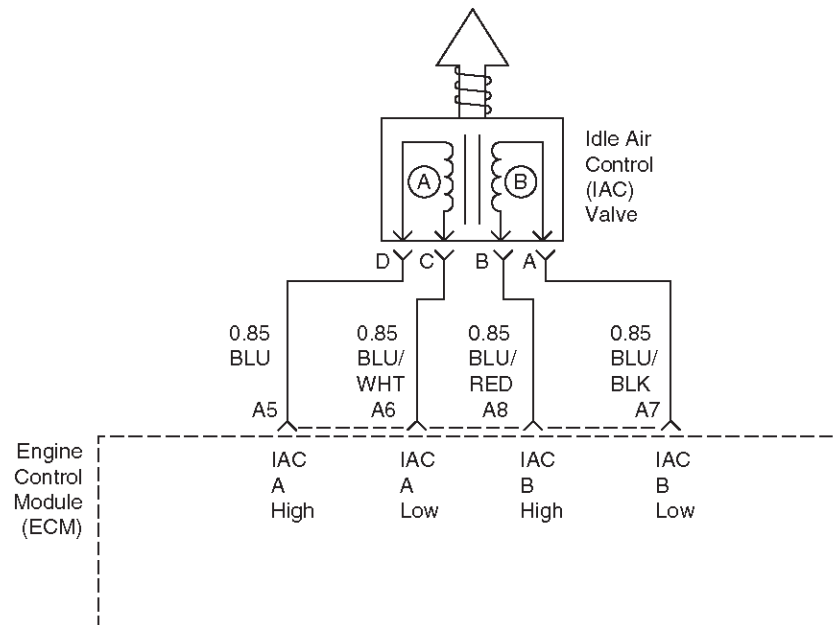 Idle Air
Control
(IAC)
Valve
A
B
D
C
B
A
0.85
BLU
0.85
BLU/
WHT
0.85
BLU/
RED
0.85
BLU/
BLK
A5
A6
A8
A7
Engine
Control
Module
(ECM)
IAC
A
High
IAC
A
Low
IAC
B
High
IAC
B
Low